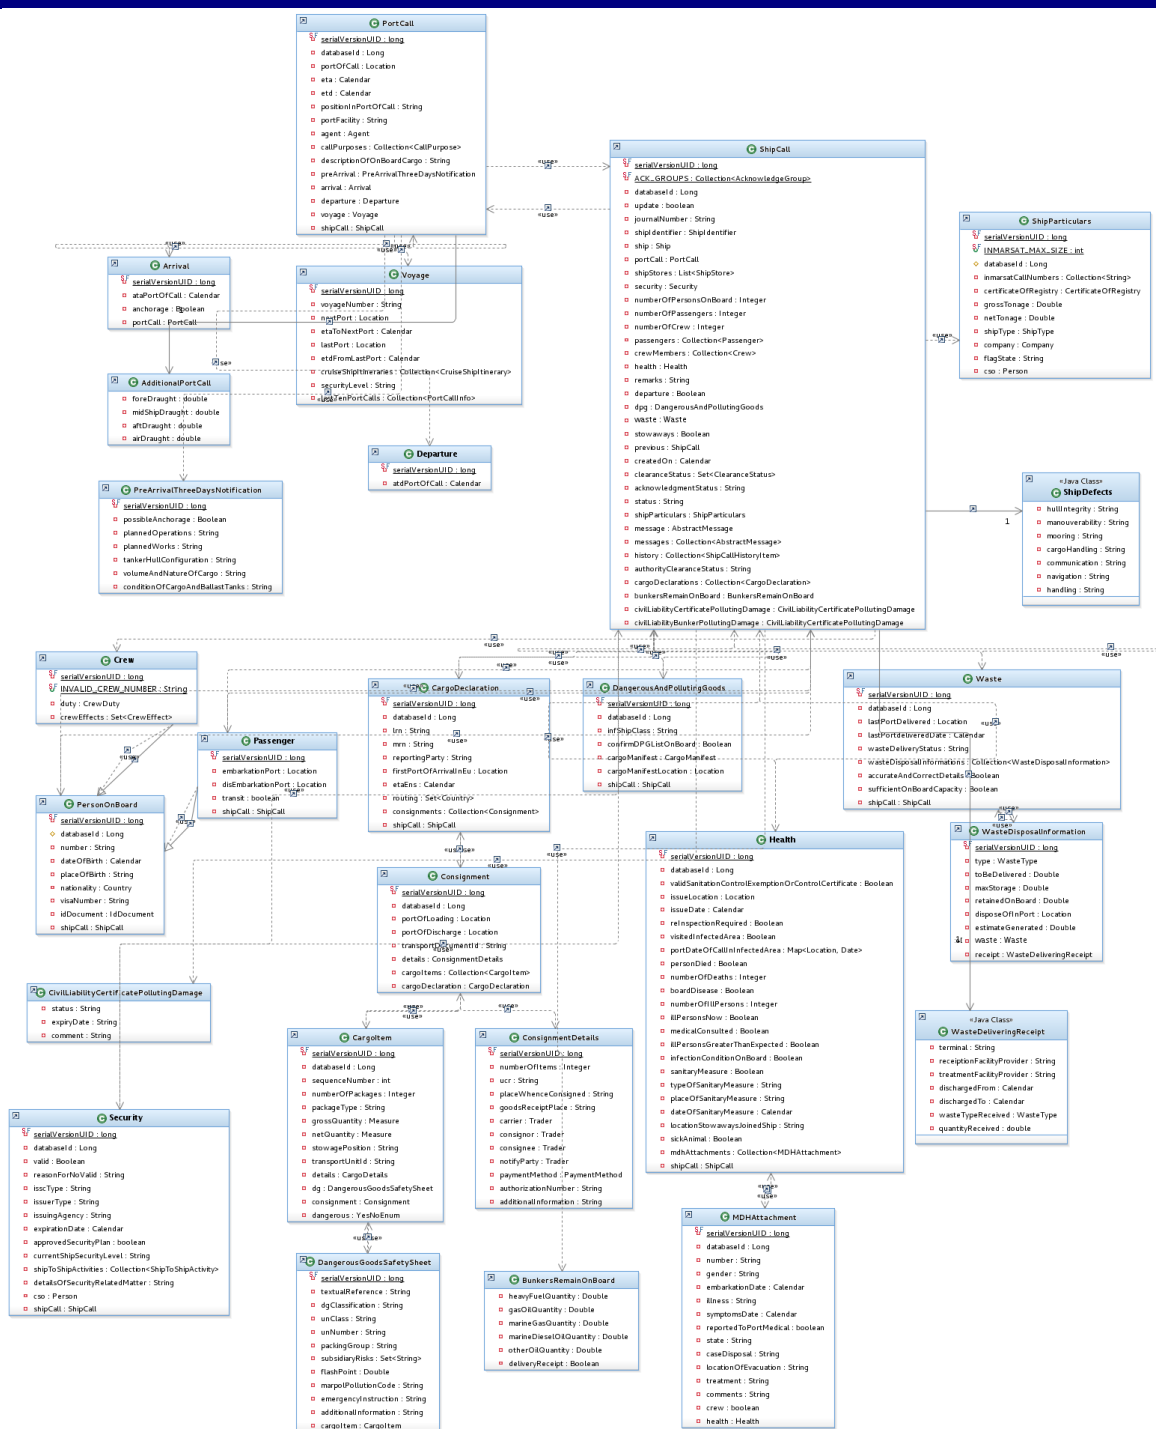 PortCall
serialVersionUID : long
databaseId : Long
portOfCall : Location
eta : Calendar
etd : Calendar
positionInPortOfCall : String
portFacility : String
agent : Agent
callPurposes : Collection<CallPurpose>
descriptionOfOnBoardCargo : String
preArrival : PreArrivalThreeDaysNotification
arrival : Arrival
departure : Departure
voyage : Voyage
shipCall : ShipCall
«use»
«use»
ShipCall
serialVersionUID : long
ACK_GROUPS : Collection<AcknowledgeGroup>
databaseId : Long
update : boolean
journalNumber : String
shipIdentifier : ShipIdentifier
ship : Ship
portCall : PortCall
shipStores : List<ShipStore>
security : Security
numberOfPersonsOnBoard : Integer
numberOfPassengers : Integer
numberOfCrew : Integer
passengers : Collection<Passenger>
crewMembers : Collection<Crew>
health : Health
remarks : String
departure : Boolean
dpg : DangerousAndPollutingGoods
waste : Waste
stowaways : Boolean
previous : ShipCall
createdOn : Calendar
clearanceStatus : Set<ClearanceStatus>
acknowledgmentStatus : String
status : String
shipParticulars : ShipParticulars
message : AbstractMessage
messages : Collection<AbstractMessage>
history : Collection<ShipCallHistoryItem>
authorityClearanceStatus : String
cargoDeclarations : Collection<CargoDeclaration>
bunkersRemainOnBoard : BunkersRemainOnBoard
civilLiabilityCertificatePollutingDamage : CivilLiabilityCertificatePollutingDamage
civilLiabilityBunkerPollutingDamage : CivilLiabilityCertificatePollutingDamage
«use»
ShipParticulars
serialVersionUID : long
INMARSAT_MAX_SIZE : int
databaseId : Long
inmarsatCallNumbers : Collection<String>
certificateOfRegistry : CertificateOfRegistry
grossTonage : Double
netTonage : Double
shipType : ShipType
company : Company
flagState : String
cso : Person
Arrival
serialVersionUID : long
ataPortOfCall : Calendar
anchorage : Boolean
portCall : PortCall
Voyage
serialVersionUID : long
voyageNumber : String
nextPort : Location
etaToNextPort : Calendar
lastPort : Location
etdFromLastPort : Calendar
cruiseShipItineraries : Collection<CruiseShipItinerary>
securityLevel : String
lastTenPortCalls : Collection<PortCallInfo>
AdditionalPortCall
foreDraught : double
midShipDraught : double
aftDraught : double
airDraught : double
Departure
serialVersionUID : long
atdPortOfCall : Calendar
PreArrivalThreeDaysNotification
serialVersionUID : long
possibleAnchorage : Boolean
plannedOperations : String
plannedWorks : String
tankerHullConfiguration : String
volumeAndNatureOfCargo : String
conditionOfCargoAndBallastTanks : String
1
«Java Class»
ShipDefects
hullIntegrity : String
manouverability : String
mooring : String
cargoHandling : String
communication : String
navigation : String
handling : String
Crew
serialVersionUID : long
INVALID_CREW_NUMBER : String
duty : CrewDuty
crewEffects : Set<CrewEffect>
Passenger
serialVersionUID : long
embarkationPort : Location
disEmbarkationPort : Location
transit : boolean
shipCall : ShipCall
PersonOnBoard
serialVersionUID : long
databaseId : Long
number : String
dateOfBirth : Calendar
placeOfBirth : String
nationality : Country
visaNumber : String
idDocument : IdDocument
shipCall : ShipCall
CargoDeclaration
serialVersionUID : long
databaseId : Long
lrn : String
mrn : String
reportingParty : String
firstPortOfArrivalInEu : Location
etaEns : Calendar
routing : Set<Country>
consignments : Collection<Consignment>
shipCall : ShipCall
DangerousAndPollutingGoods
serialVersionUID : long
databaseId : Long
infShipClass : String
confirmDPGListOnBoard : Boolean
cargoManifest : CargoManifest
cargoManifestLocation : Location
shipCall : ShipCall
Waste
serialVersionUID : long
lastPortDelivered : Location
lastPortdeliveredDate : Calendar
wasteDeliveryStatus : String
wasteDisposalInformations : Collection<WasteDisposalInformation>
accurateAndCorrectDetails : Boolean
sufficientOnBoardCapacity : Boolean
shipCall : ShipCall
Consignment
serialVersionUID : long
databaseId : Long
portOfLoading : Location
portOfDischarge : Location
transportDocumentId : String
details : ConsignmentDetails
cargoItems : Collection<CargoItem>
cargoDeclaration : CargoDeclaration
Health
serialVersionUID : long
databaseId : Long
validSanitationControlExemptionOrControlCertificate : Boolean
issueLocation : Location
issueDate : Calendar
reInspectionRequired : Boolean
visitedInfectedArea : Boolean
portDateOfCallInInfectedArea : Map<Location, Date>
personDied : Boolean
numberOfDeaths : Integer
boardDisease : Boolean
numberOfIllPersons : Integer
illPersonsNow : Boolean
medicalConsulted : Boolean
illPersonsGreaterThanExpected : Boolean
infectionConditionOnBoard : Boolean
sanitaryMeasure : Boolean
typeOfSanitaryMeasure : String
placeOfSanitaryMeasure : String
dateOfSanitaryMeasure : Calendar
locationStowawaysJoinedShip : String
sickAnimal : Boolean
mdhAttachments : Collection<MDHAttachment>
shipCall : ShipCall
WasteDisposalInformation
serialVersionUID : long
type : WasteType
toBeDelivered : Double
maxStorage : Double
retainedOnBoard : Double
disposeOfInPort : Location
estimateGenerated : Double
waste : Waste
receipt : WasteDeliveringReceipt
CivilLiabilityCertificatePollutingDamage
status : String
expiryDate : String
comment : String
«Java Class»
WasteDeliveringReceipt
terminal : String
receiptionFacilityProvider : String
treatmentFacilityProvider : String
dischargedFrom : Calendar
dischargedTo : Calendar
wasteTypeReceived : WasteType
quantityReceived : double
CargoItem
serialVersionUID : long
databaseId : Long
sequenceNumber : int
numberOfPackages : Integer
packageType : String
grossQuantity : Measure
netQuantity : Measure
stowagePosition : String
transportUnitId : String
details : CargoDetails
dg : DangerousGoodsSafetySheet
consignment : Consignment
dangerous : YesNoEnum
ConsignmentDetails
serialVersionUID : long
numberOfItems : Integer
ucr : String
placeWhenceConsigned : String
goodsReceiptPlace : String
carrier : Trader
consignor : Trader
consignee : Trader
notifyParty : Trader
paymentMethod : PaymentMethod
authorizationNumber : String
additionalInformation : String
Security
serialVersionUID : long
databaseId : Long
valid : Boolean
reasonForNoValid : String
isscType : String
issuerType : String
issuingAgency : String
expirationDate : Calendar
approvedSecurityPlan : boolean
currentShipSecurityLevel : String
shipToShipActivities : Collection<ShipToShipActivity>
detailsOfSecurityRelatedMatter : String
cso : Person
shipCall : ShipCall
DangerousGoodsSafetySheet
serialVersionUID : long
textualReference : String
dgClassification : String
unClass : String
unNumber : String
packingGroup : String
subsidiaryRisks : Set<String>
flashPoint : Double
marpolPollutionCode : String
emergencyInstruction : String
additionalInformation : String
cargoItem : CargoItem
BunkersRemainOnBoard
heavyFuelQuantity : Double
gasOilQuantity : Double
marineGasQuantity : Double
marineDieselOilQuantity : Double
otherOilQuantity : Double
deliveryReceipt : Boolean
MDHAttachment
serialVersionUID : long
databaseId : Long
number : String
gender : String
embarkationDate : Calendar
illness : String
symptomsDate : Calendar
reportedToPortMedical : boolean
state : String
caseDisposal : String
locationOfEvacuation : String
treatment : String
comments : String
crew : boolean
health : Health